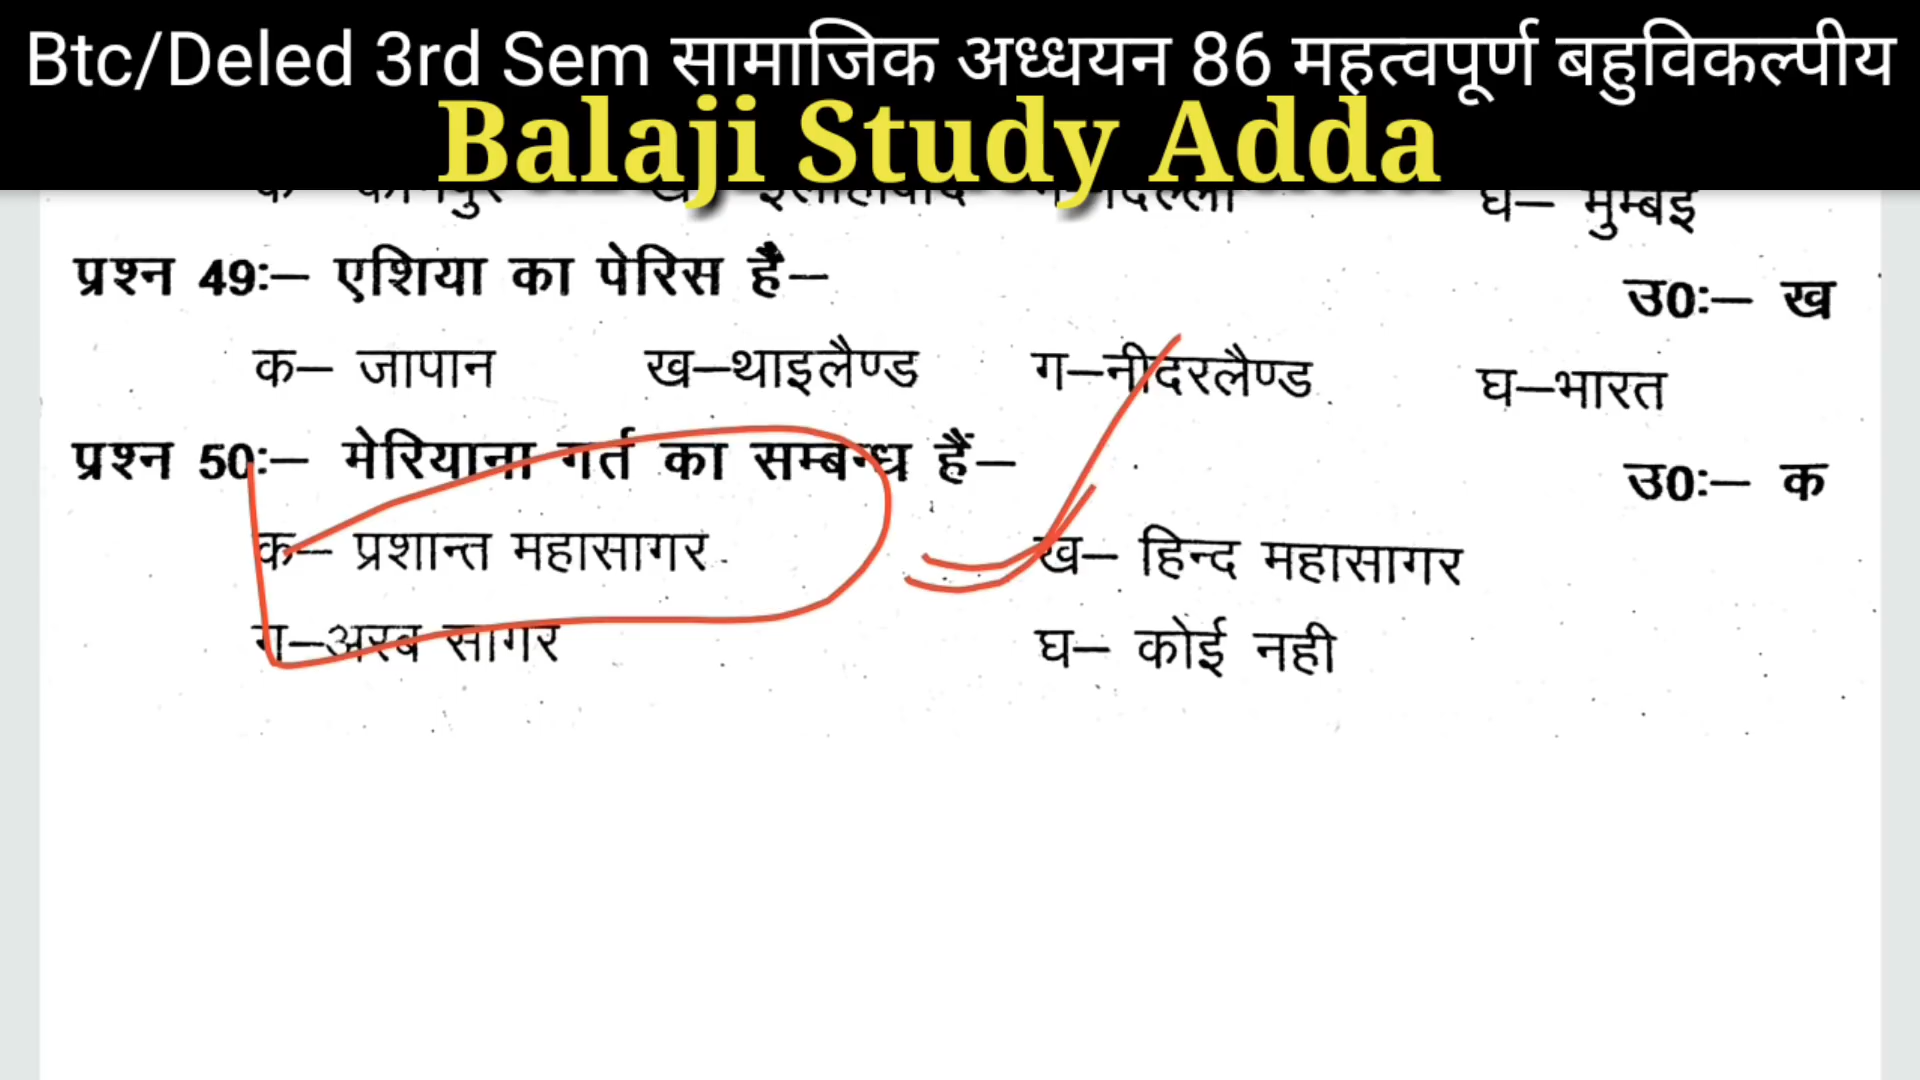 Btc/Deled 3rd Sem सामाजिक अध्धयन 86 महत्वपूर्ण बहुविकल्पीय
Balaji Study Adda
घ– मुम्बई
प्रश्न 49:– एशिया का पेरिस हैं– उ0:– ख
क– जापान ख–थाइलैण्ड ग–नीदरलैण्ड घ–भारत
प्रश्न 50:– मेरियाना गर्त का सम्बन्ध हैं– उ0:– क
क– प्रशान्त महासागर ख– हिन्द महासागर
ग–अरब सागर घ– कोई नही